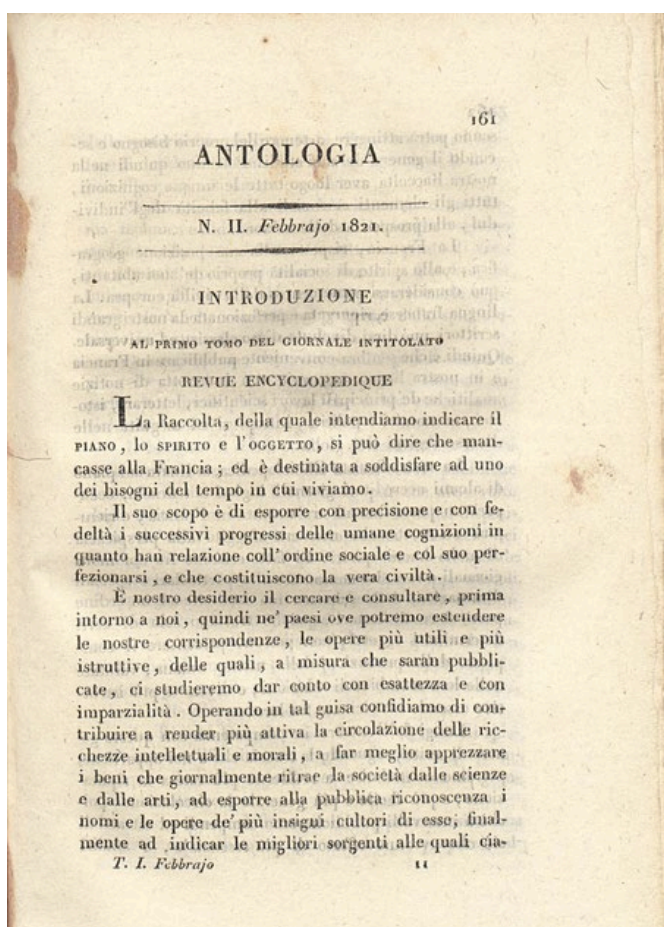 161
ANTOLOGIA
N. II. Febbrajo 1821.
INTRODUZIONE
AL PRIMO TOMO DEL GIORNALE INTITOLATO
REVUE ENCYCLOPEDIQUE
La Raccolta, della quale intendiamo indicare il
PIANO, lo SPIRITO e l'OGGETTO, si può dire che man-
casse alla Francia; ed è destinata a soddisfare ad uno
dei bisogni del tempo in cui viviamo.
Il suo scopo è di esporre con precisione e con fe-
deltà i successivi progressi delle umane cognizioni in
quanto han relazione coll'ordine sociale e col suo per-
fezionarsi, e che costituiscono la vera civiltà.
È nostro desiderio il cercare e consultare, prima
intorno a noi, quindi ne' paesi ove potremo estendere
le nostre corrispondenze, le opere più utili e più
istruttive, delle quali, a misura che saran pubbli-
cate, ci studieremo dar conto con esattezza e con
imparzialità. Operando in tal guisa confidiamo di con-
tribuire a render più attiva la circolazione delle ric-
chezze intellettuali e morali, a far meglio apprezzare
i beni che giornalmente ritrae la società dalle scienze
e dalle arti, ad esporre alla pubblica riconoscenza i
nomi e le opere de' più insigni cultori di esse, final-
mente ad indicar le migliori sorgenti alle quali cia-
T. I. Febbrajo 11